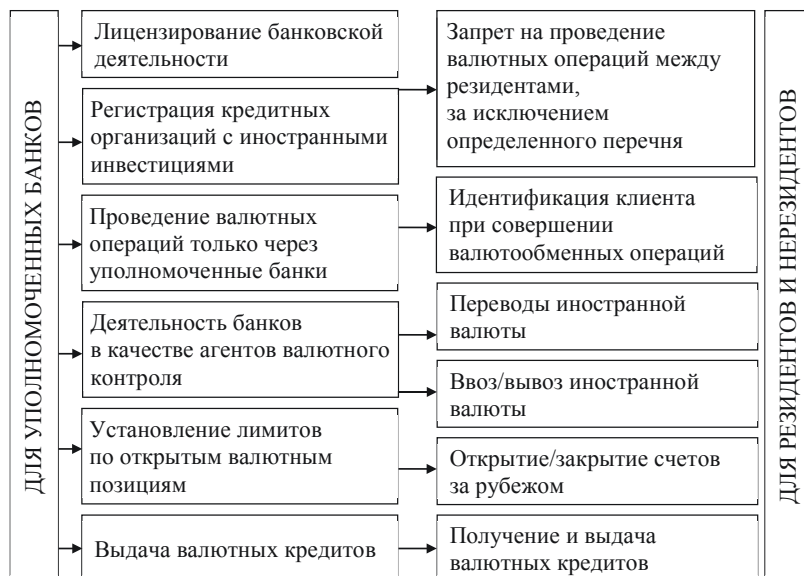 ДЛЯ УПОЛНОМОЧЕННЫХ БАНКОВ
Лицензирование банковской
деятельности
Регистрация кредитных
организаций с иностранными
инвестициями
Проведение валютных
операций только через
уполномоченные банки
Деятельность банков
в качестве агентов валютного
контроля
Установление лимитов
по открытым валютным
позициям
Выдача валютных кредитов
Запрет на проведение
валютных операций между
резидентами,
за исключением
определенного перечня
Идентификация клиента
при совершении
валютообменных операций
Переводы иностранной
валюты
Ввоз/вывоз иностранной
валюты
Открытие/закрытие счетов
за рубежом
Получение и выдача
валютных кредитов
ДЛЯ РЕЗИДЕНТОВ И НЕРЕЗИДЕНТОВ